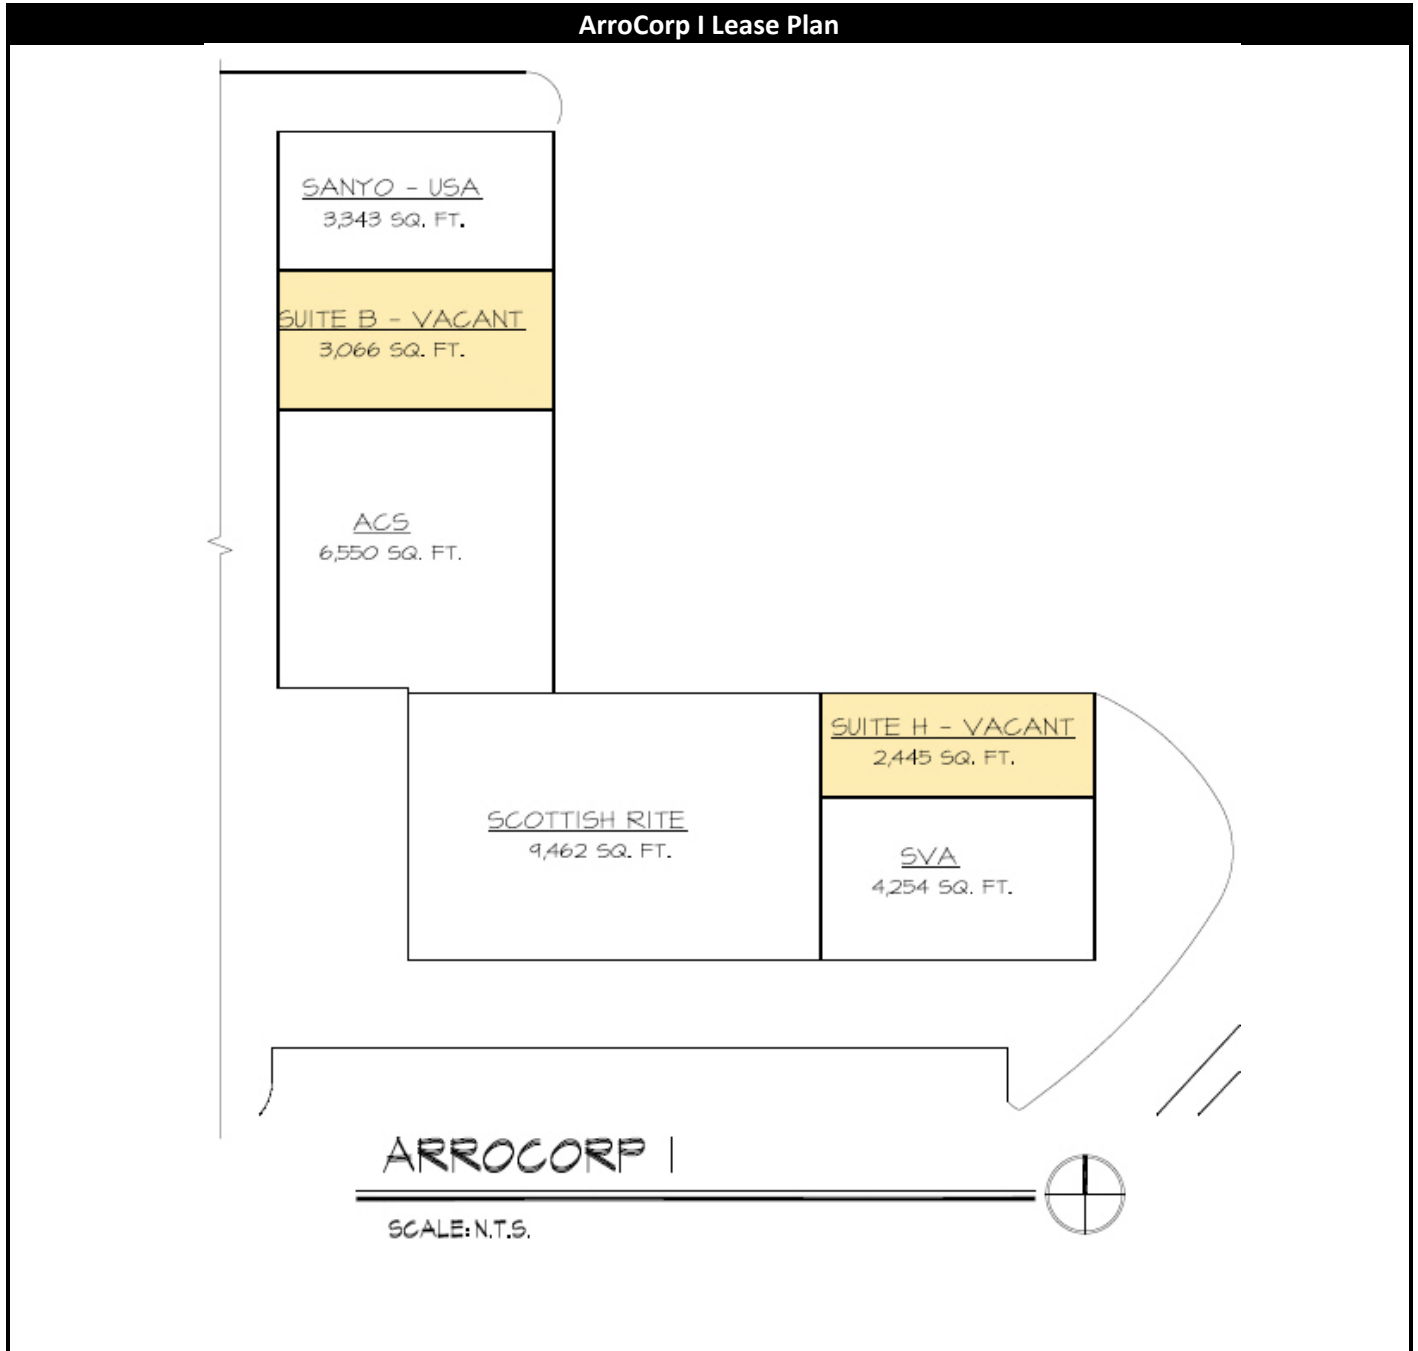 ArroCorp I Lease Plan
SANYO - USA
3,343 SQ. FT.
SUITE B - VACANT
3,066 SQ. FT.
ACS
6,550 SQ. FT.
SUITE H - VACANT
2,445 SQ. FT.
SCOTTISH RITE
9,462 SQ. FT.
SVA
4,254 SQ. FT.
ARROCORP I
SCALE: N.T.S.